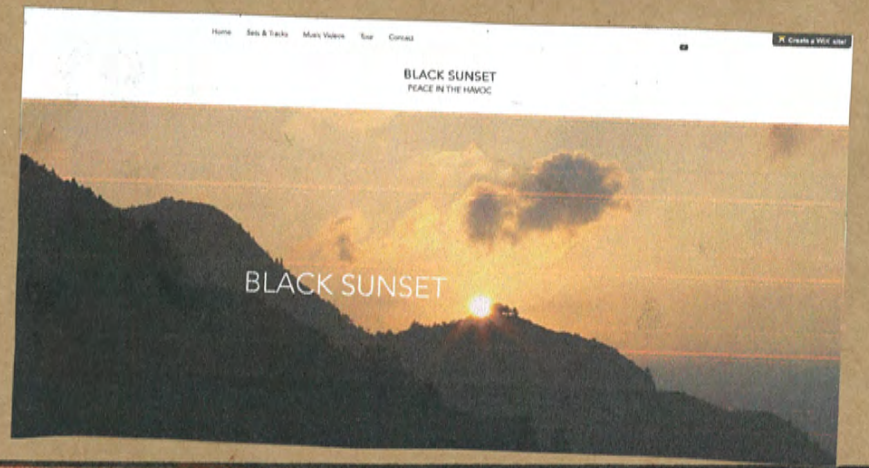 Home Sets & Tracks Music Videos Tour Contact
Create a WiX site!
BLACK SUNSET
PEACE IN THE HAVOC
BLACK SUNSET